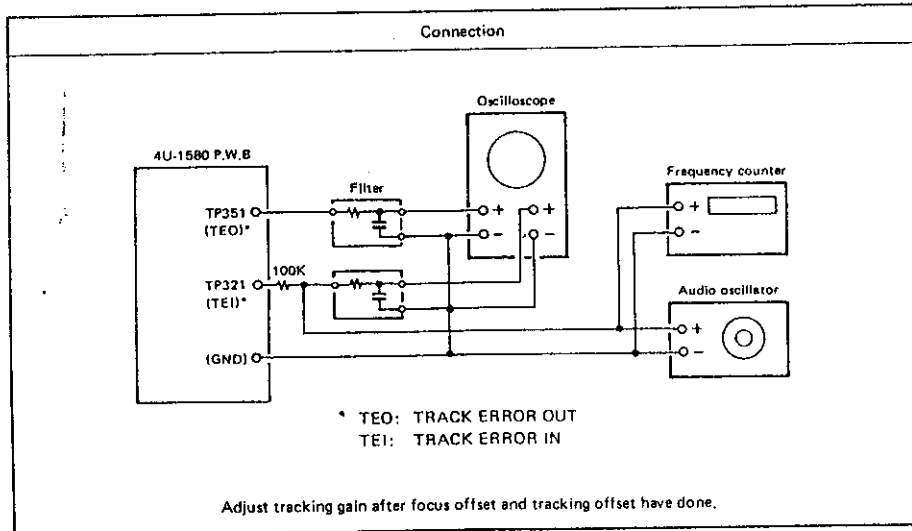 Connection
Oscilloscope
4U-1580 P.W.B
Filter
Frequency counter
TP351
(TEO)*
+ +
- -
+
-
100K
TP321
(TEI)*
Audio oscillator
+
-
(GND)
* TEO: TRACK ERROR OUT
TEI: TRACK ERROR IN
Adjust tracking gain after focus offset and tracking offset have done.